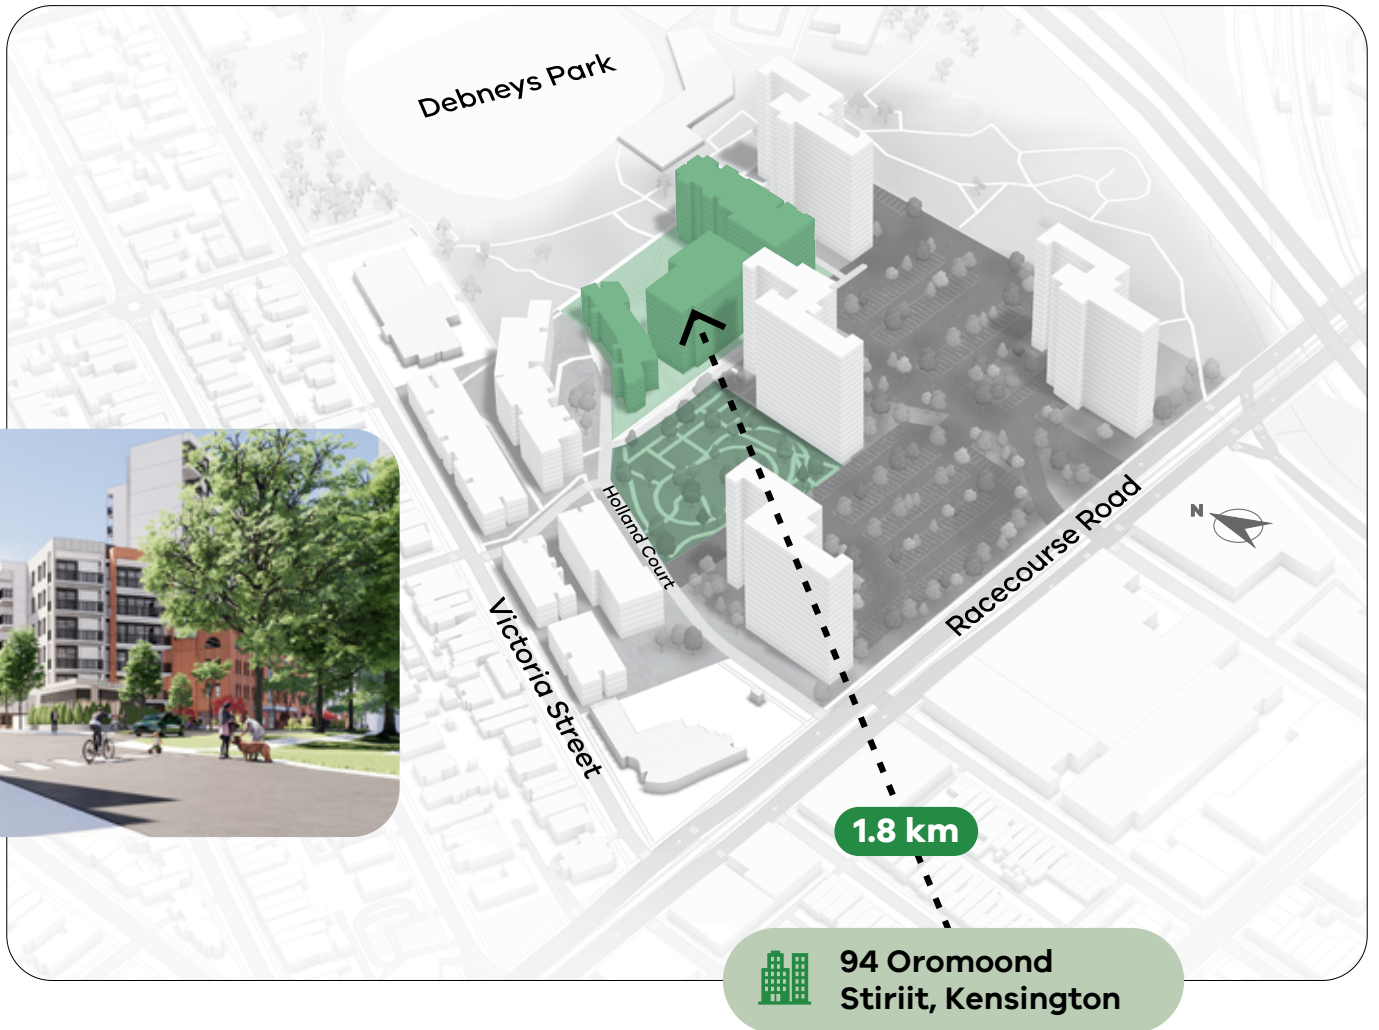 Debneys Park
Holland Court
Victoria Street
Racecourse Road
N
1.8 km
94 Oromoond
Stiriit, Kensington